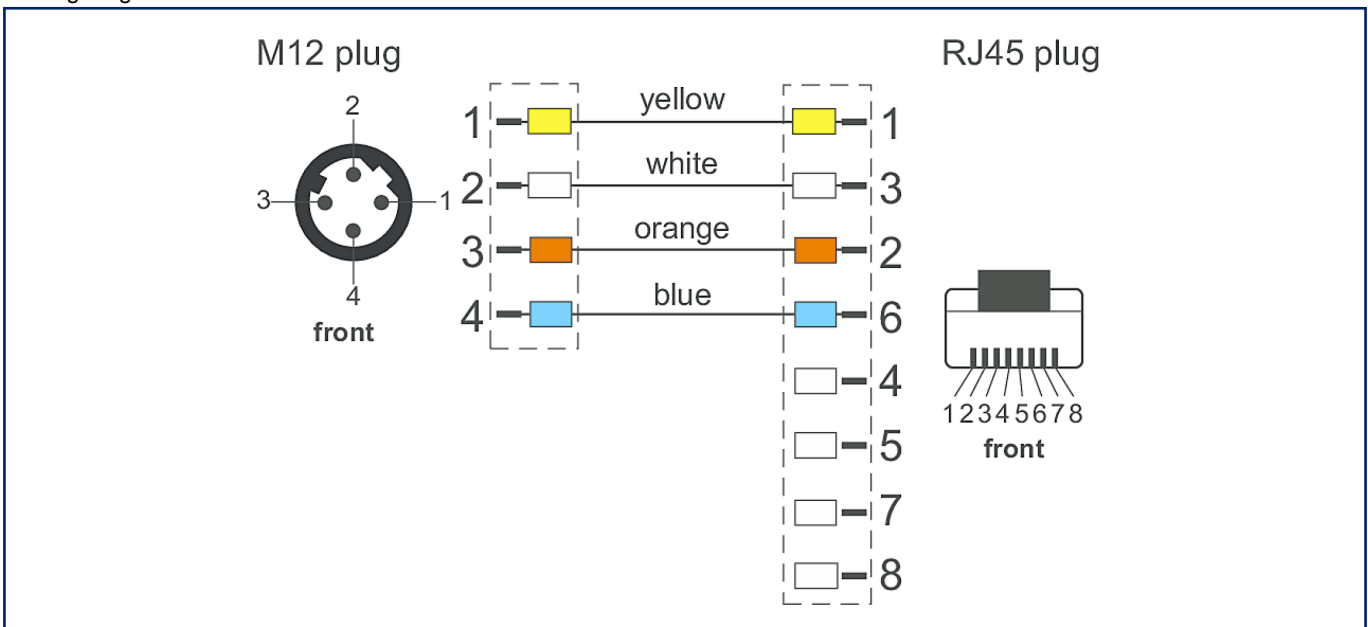 M12 plug
RJ45 plug
2
3
1
4
front
1 yellow 1
2 white 3
3 orange 2
4 blue 6
4
5
7
8
12345678
front